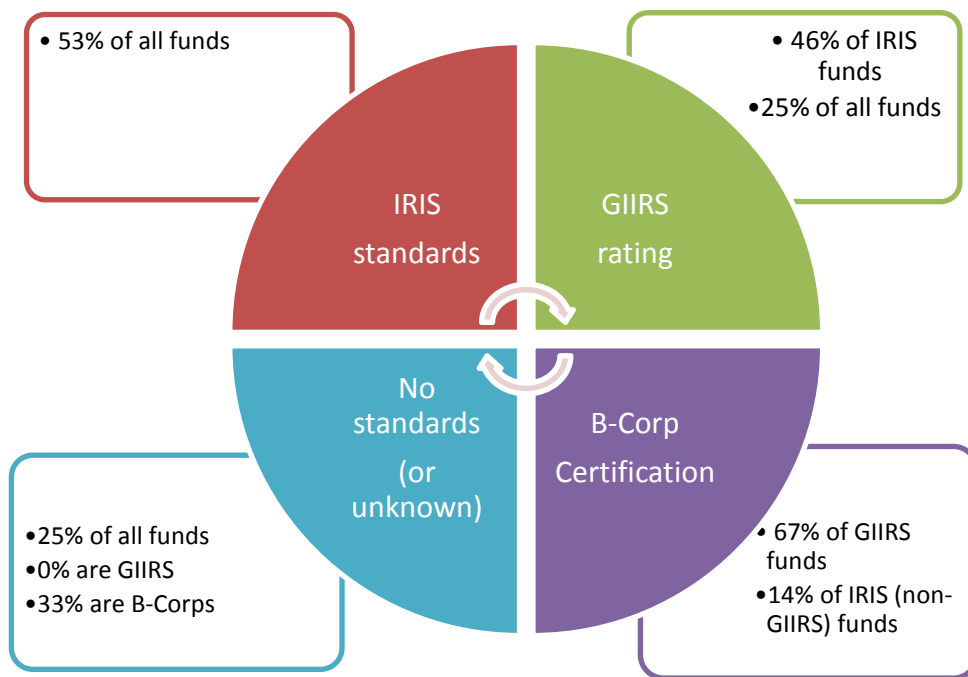 • 53% of all funds
• 46% of IRIS
funds
•25% of all funds
IRIS
standards
GIIRS
rating
No
standards
(or
unknown)
B-Corp
Certification
•25% of all funds
•0% are GIIRS
•33% are B-Corps
• 67% of GIIRS
funds
•14% of IRIS (non-
GIIRS) funds